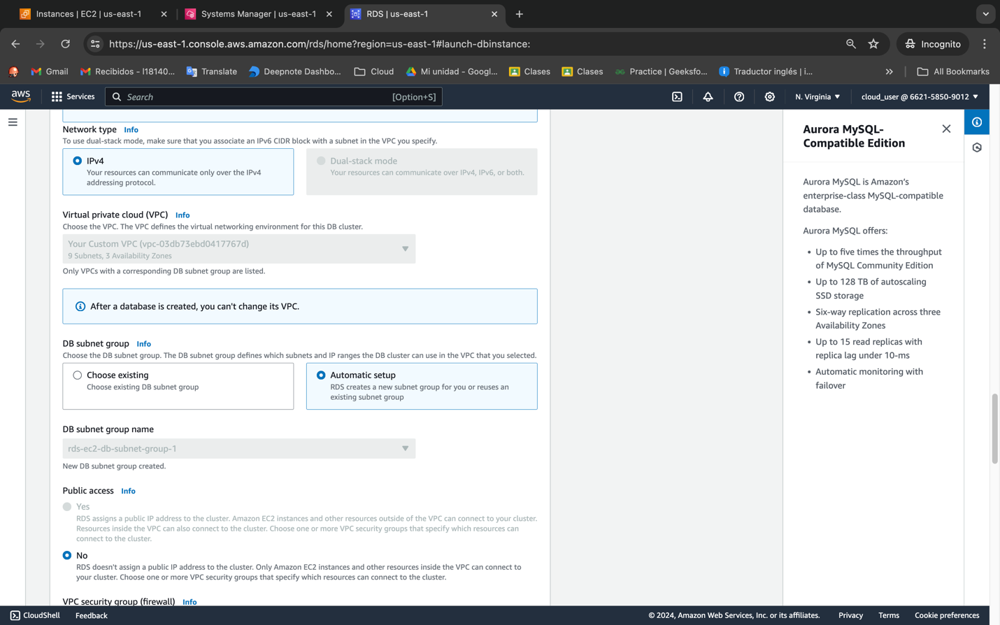 Instances | EC2 | us-east-1
Systems Manager | us-east-1
RDS | us-east-1
https://us-east-1.console.aws.amazon.com/rds/home?region=us-east-1#launch-dbinstance:
Incognito
Gmail
Recibidos - l18140...
Translate
Deepnote Dashbo...
Cloud
Mi unidad - Googl...
Clases
Clases
Practice | Geeksfo...
Traductor inglés | i...
All Bookmarks
aws
Services
Search
[Option+S]
N. Virginia
cloud_user @ 6621-5850-9012
Network type Info
To use dual-stack mode, make sure that you associate an IPv6 CIDR block with a subnet in the VPC you specify.
IPv4
Your resources can communicate only over the IPv4
addressing protocol.
Dual-stack mode
Your resources can communicate over IPv4, IPv6, or both.
Virtual private cloud (VPC) Info
Choose the VPC. The VPC defines the virtual networking environment for this DB cluster.
Your Custom VPC (vpc-03db73ebd0417767d)
9 Subnets, 3 Availability Zones
Only VPCs with a corresponding DB subnet group are listed.
After a database is created, you can't change its VPC.
DB subnet group Info
Choose the DB subnet group. The DB subnet group defines which subnets and IP ranges the DB cluster can use in the VPC that you selected.
Choose existing
Choose existing DB subnet group
Automatic setup
RDS creates a new subnet group for you or reuses an
existing subnet group
DB subnet group name
rds-ec2-db-subnet-group-1
New DB subnet group created.
Public access Info
Yes
RDS assigns a public IP address to the cluster. Amazon EC2 instances and other resources outside of the VPC can connect to your cluster.
Resources inside the VPC can also connect to the cluster. Choose one or more VPC security groups that specify which resources can
connect to the cluster.
No
RDS doesn't assign a public IP address to the cluster. Only Amazon EC2 instances and other resources inside the VPC can connect to
your cluster. Choose one or more VPC security groups that specify which resources can connect to the cluster.
VPC security group (firewall) Info
Aurora MySQL-
Compatible Edition
Aurora MySQL is Amazon's
enterprise-class MySQL-compatible
database.
Aurora MySQL offers:
• Up to five times the throughput
of MySQL Community Edition
• Up to 128 TB of autoscaling
SSD storage
• Six-way replication across three
Availability Zones
• Up to 15 read replicas with
replica lag under 10-ms
• Automatic monitoring with
failover
CloudShell
Feedback
© 2024, Amazon Web Services, Inc. or its affiliates.
Privacy
Terms
Cookie preferences